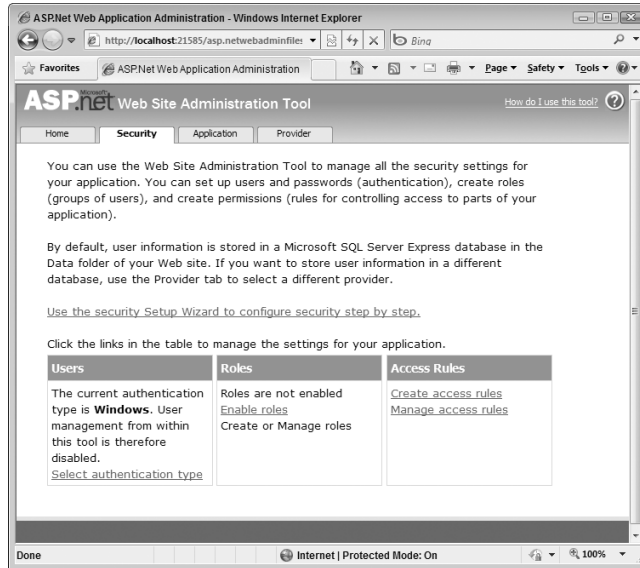 ASP.Net Web Application Administration - Windows Internet Explorer
http://localhost:21585/asp.netwebadminfiles
Bing
Favorites
ASP.Net Web Application Administration
Page
Safety
Tools
Microsoft
ASP.net Web Site Administration Tool
How do I use this tool?
Home
Security
Application
Provider
You can use the Web Site Administration Tool to manage all the security settings for
your application. You can set up users and passwords (authentication), create roles
(groups of users), and create permissions (rules for controlling access to parts of your
application).
By default, user information is stored in a Microsoft SQL Server Express database in the
Data folder of your Web site. If you want to store user information in a different
database, use the Provider tab to select a different provider.
Use the security Setup Wizard to configure security step by step.
Click the links in the table to manage the settings for your application.
Users
The current authentication
type is Windows. User
management from within
this tool is therefore
disabled.
Select authentication type
Roles
Roles are not enabled
Enable roles
Create or Manage roles
Access Rules
Create access rules
Manage access rules
Done
Internet | Protected Mode: On
100%